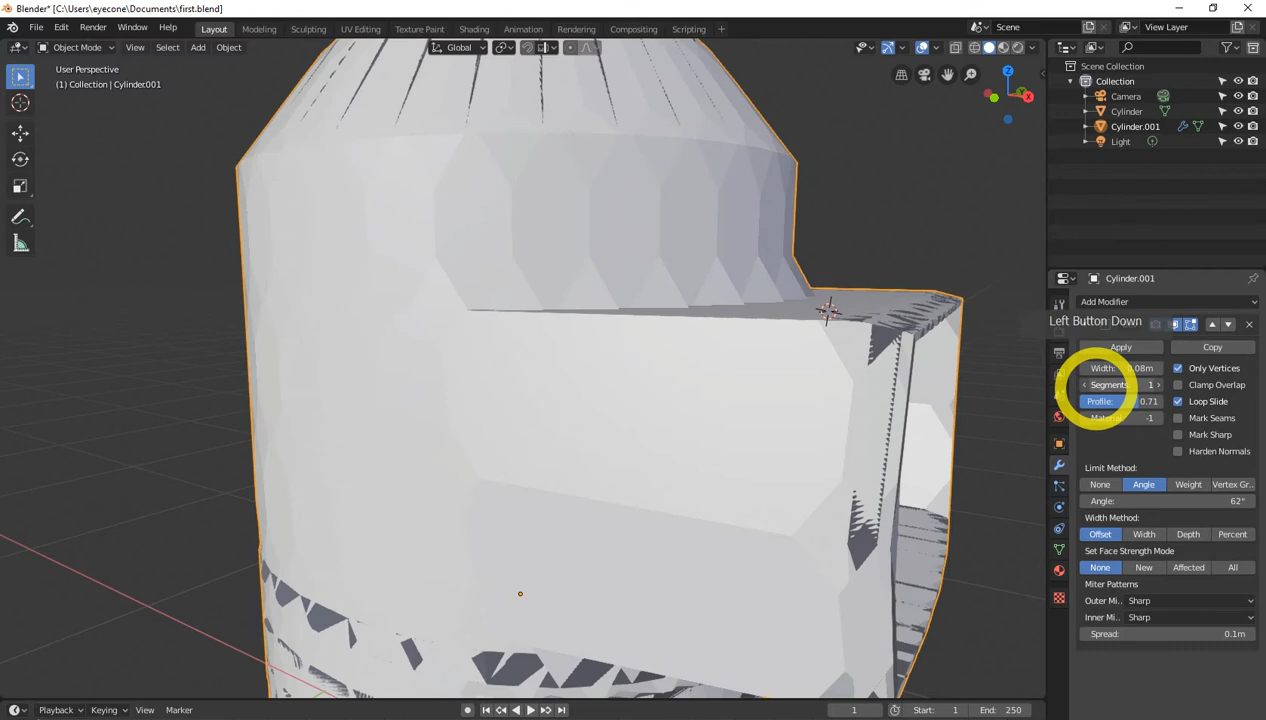 Blender* [C:\Users\eyecone\Documents\first.blend]
File Edit Render Window Help Layout Modeling Sculpting UV Editing Texture Paint Shading Animation Rendering Compositing Scripting Scene View Layer
Object Mode View Select Add Object Global
User Perspective
(1) Collection | Cylinder.001
Z
X
Scene Collection
Collection
Camera
Cylinder
Cylinder.001
Light
Cylinder.001
Add Modifier
Left Button Down
Apply Copy
Width: 0.08m Only Vertices
Segments 1 Clamp Overlap
Profile: 0.71 Loop Slide
Material -1 Mark Seams
Mark Sharp
Harden Normals
Limit Method:
None Angle Weight Vertex Gr...
Angle: 62°
Width Method:
Offset Width Depth Percent
Set Face Strength Mode
None New Affected All
Miter Patterns
Outer Mi... Sharp
Inner Mi... Sharp
Spread: 0.1m
Playback Keying View Marker 1 Start: 1 End: 250